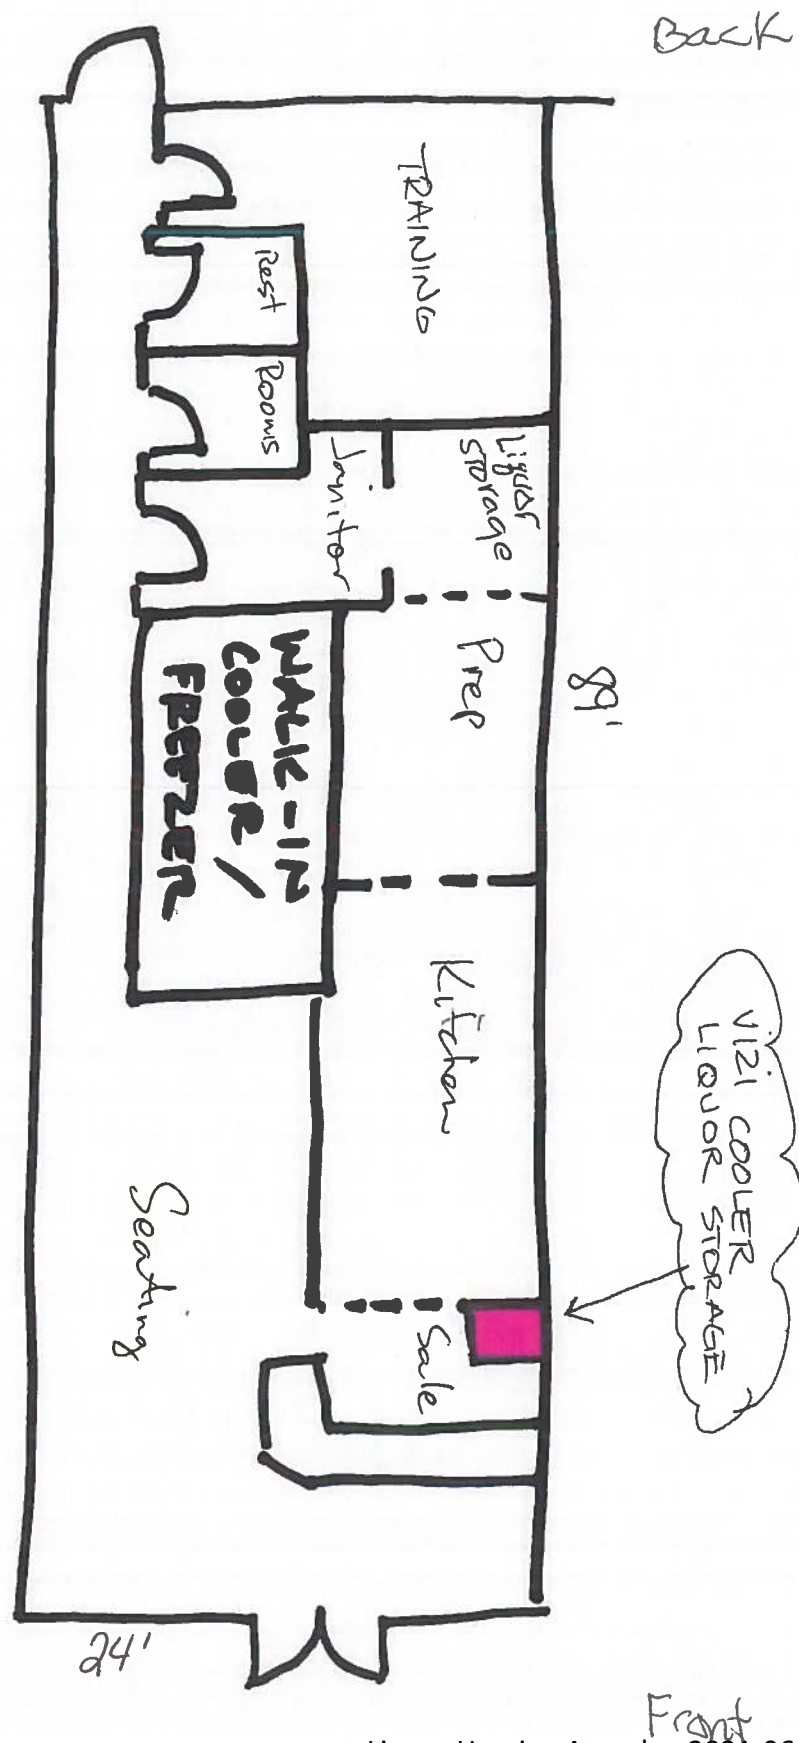 Back
TRAINING
Rest
Rooms
Liquor
Storage
Janitor
Prep
89'
WALK-IN
COOLER/
FREEZER
Kitchen
VIZI COOLER
LIQUOR STORAGE
Seating
Sale
24'
Front